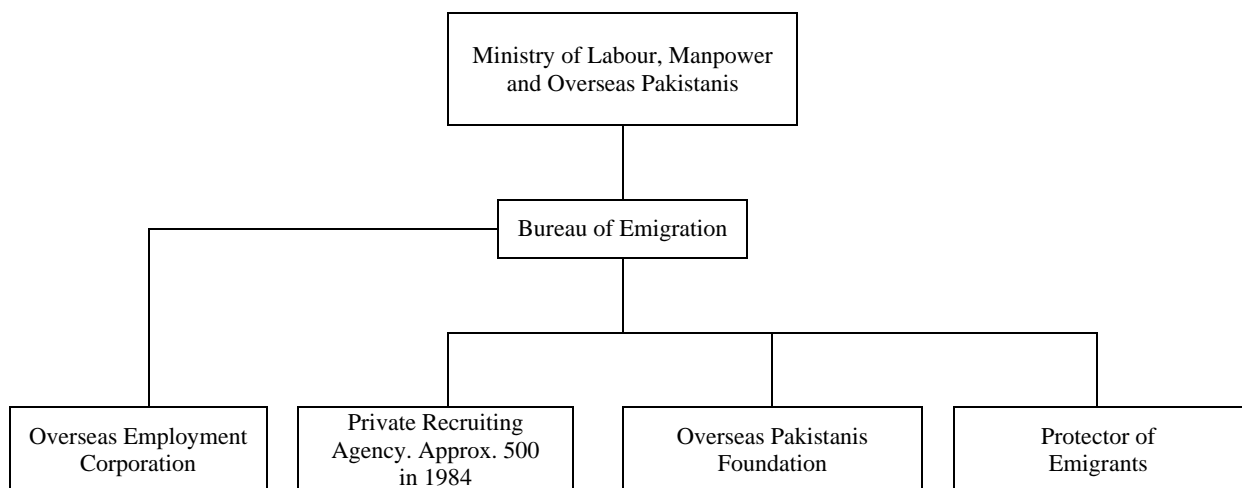 Ministry of Labour, Manpower
and Overseas Pakistanis
Bureau of Emigration
Overseas Employment
Corporation
Private Recruiting
Agency. Approx. 500
in 1984
Overseas Pakistanis
Foundation
Protector of
Emigrants